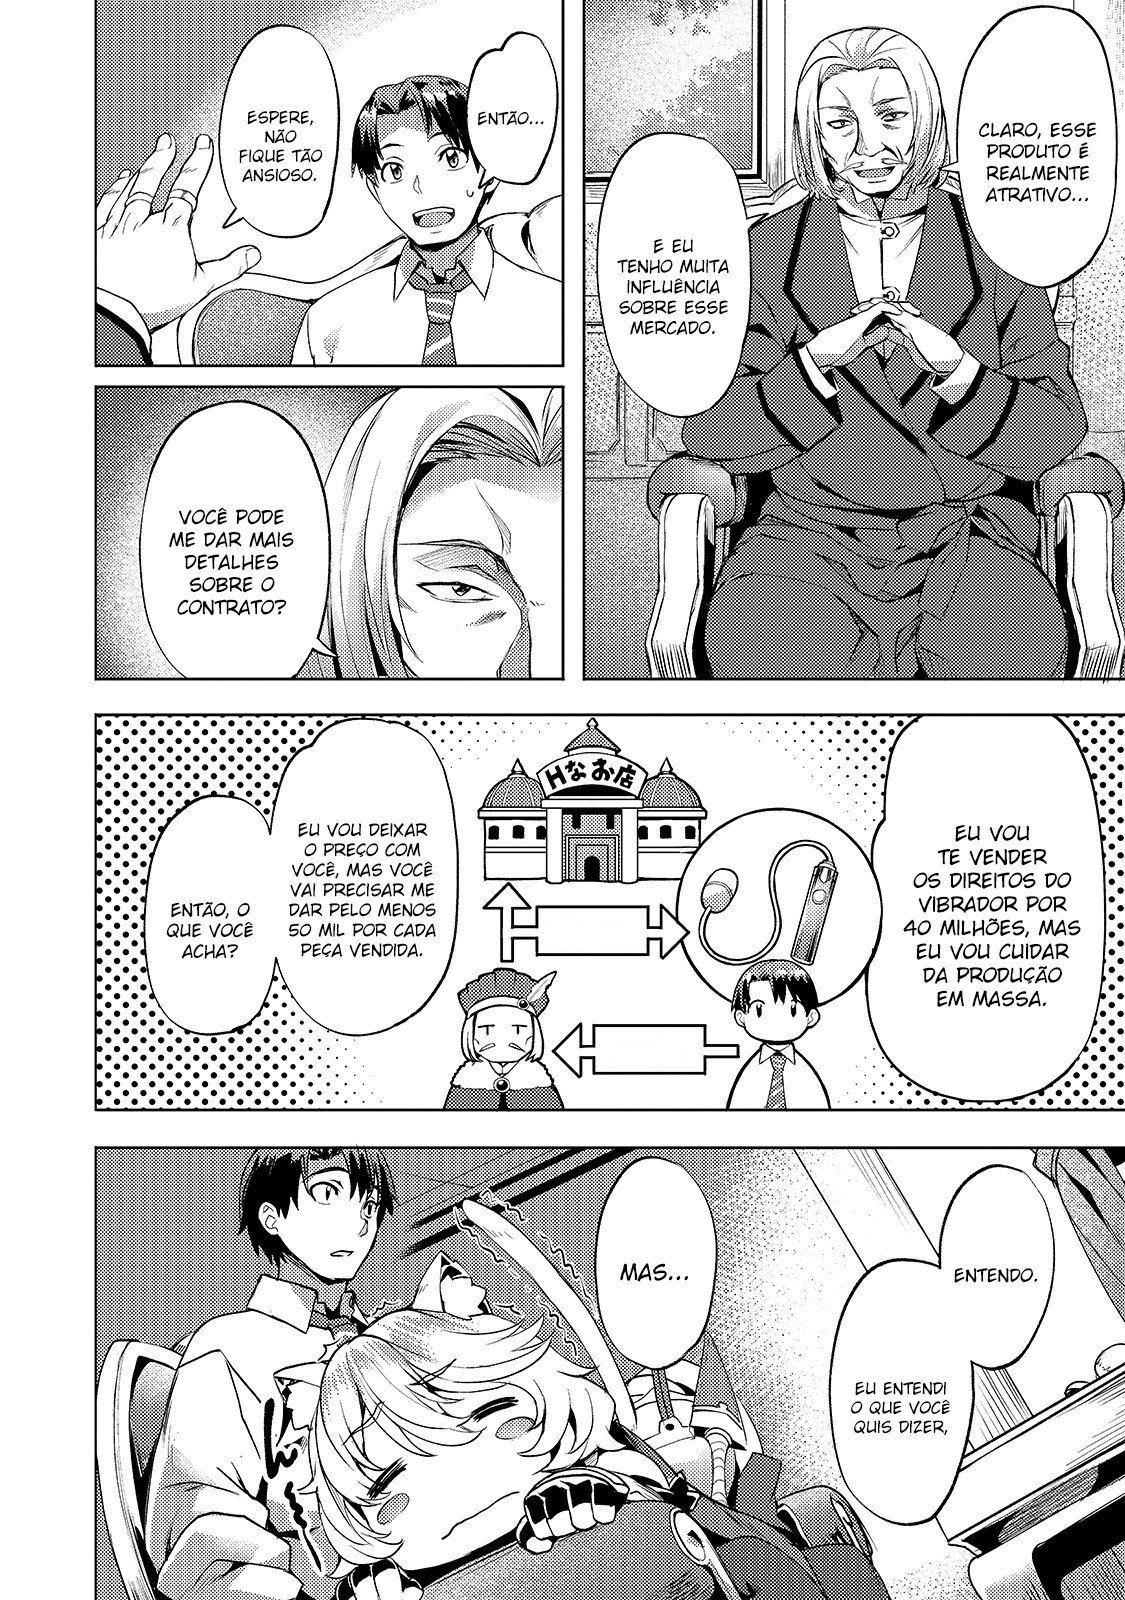 CLARO, ESSE
PRODUTO É
REALMENTE
ATRATIVO...
E EU
TENHO MUITA
INFLUÊNCIA
SOBRE ESSE
MERCADO.
ENTÃO...
ESPERE,
NÃO
FIQUE TÃO
ANSIOSO.
VOCÊ PODE
ME DAR MAIS
DETALHES
SOBRE O
CONTRATO?
EU VOU
TE VENDER
OS DIREITOS DO
VIBRADOR POR
40 MILHÕES, MAS
EU VOU CUIDAR
DA PRODUÇÃO
EM MASSA.
Hなお店
EU VOU DEIXAR
O PREÇO COM
VOCÊ, MAS VOCÊ
VAI PRECISAR ME
DAR PELO MENOS
50 MIL POR CADA
PEÇA VENDIDA.
ENTÃO, O
QUE VOCÊ
ACHA?
ENTENDO.
EU ENTENDI
O QUE VOCÊ
QUIS DIZER,
MAS...